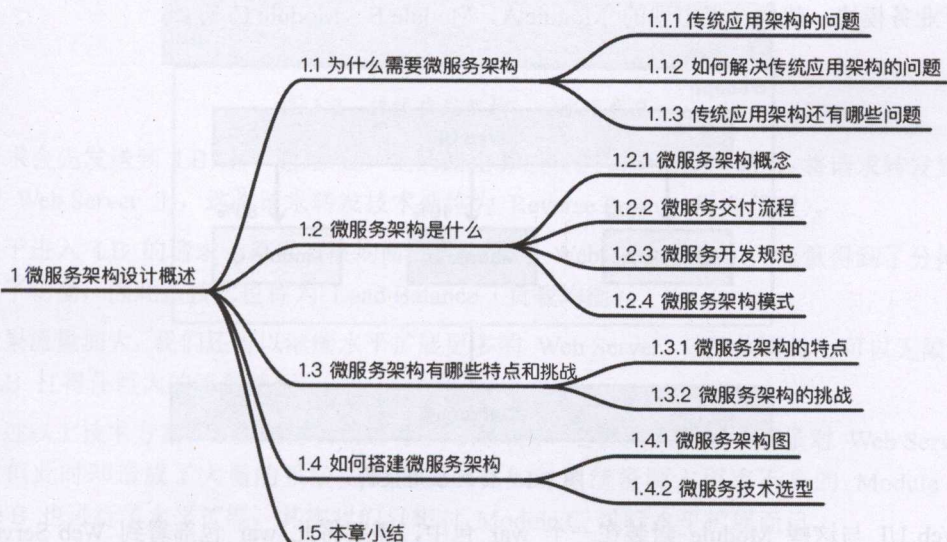 1 微服务架构设计概述
1.1 为什么需要微服务架构
1.1.1 传统应用架构的问题
1.1.2 如何解决传统应用架构的问题
1.1.3 传统应用架构还有哪些问题
1.2 微服务架构是什么
1.2.1 微服务架构概念
1.2.2 微服务交付流程
1.2.3 微服务开发规范
1.2.4 微服务架构模式
1.3 微服务架构有哪些特点和挑战
1.3.1 微服务架构的特点
1.3.2 微服务架构的挑战
1.4 如何搭建微服务架构
1.4.1 微服务架构图
1.4.2 微服务技术选型
1.5 本章小结